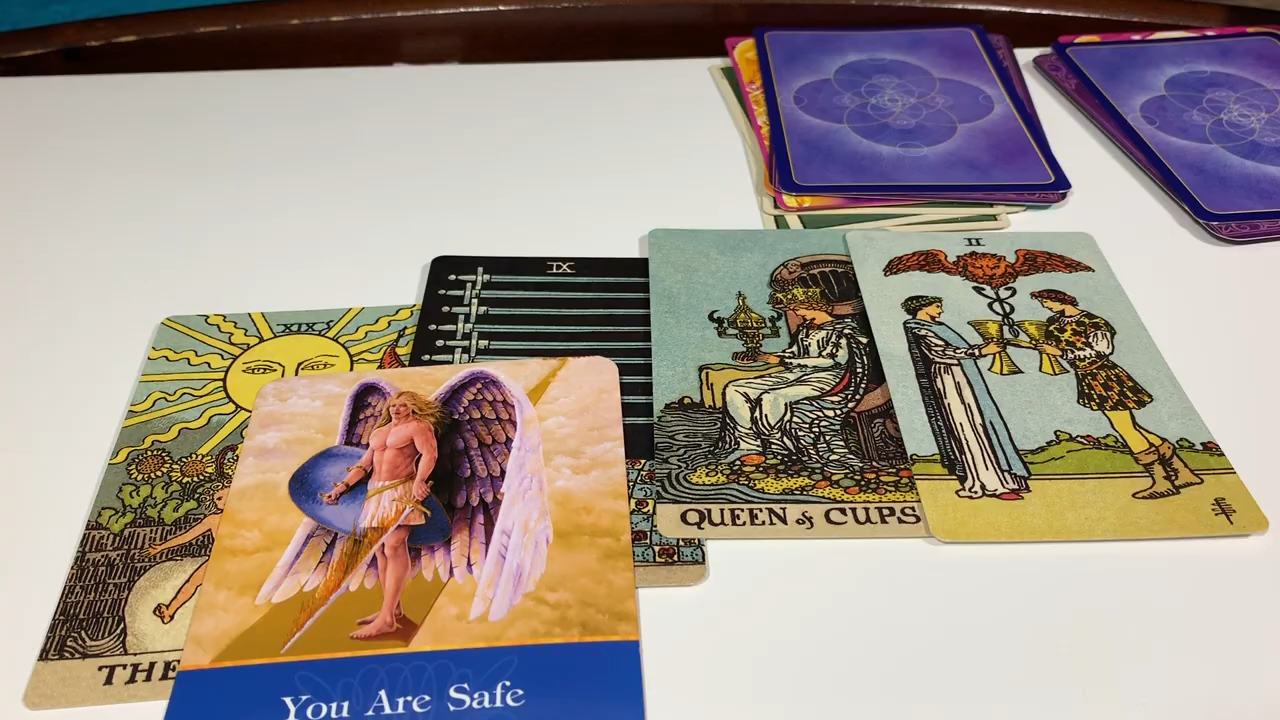 II
IX
XIX
QUEEN of CUPS
THE
You Are Safe